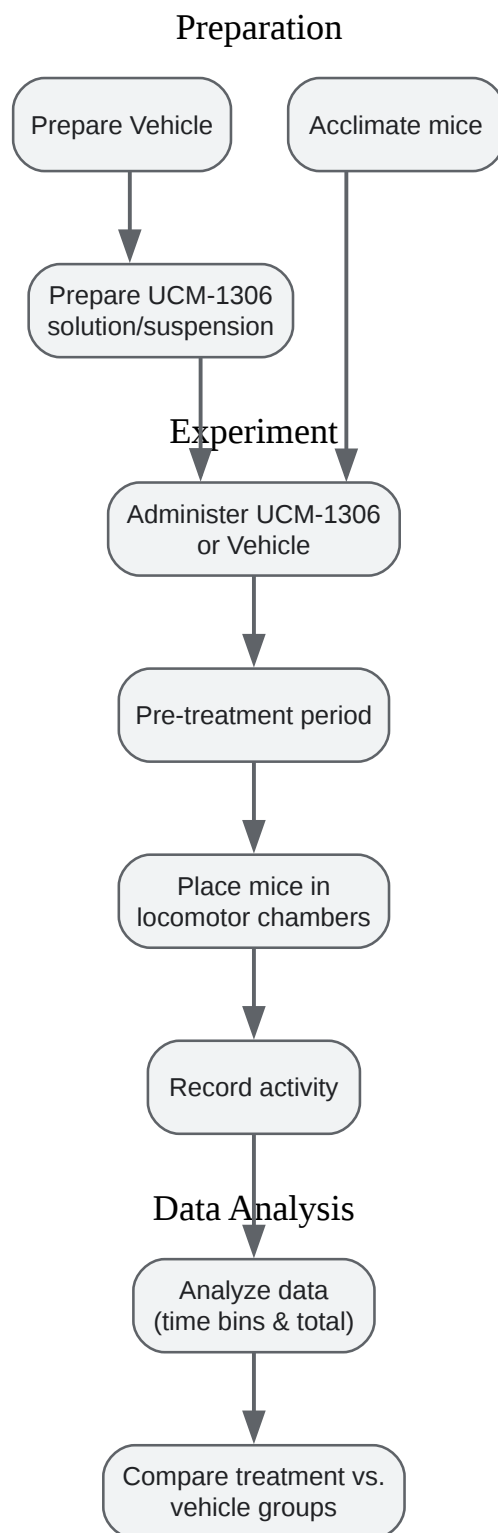 Preparation
Prepare Vehicle
Acclimate mice
Prepare UCM-1306
solution/suspension
Experiment
Administer UCM-1306
or Vehicle
Pre-treatment period
Place mice in
locomotor chambers
Record activity
Data Analysis
Analyze data
(time bins & total)
Compare treatment vs.
vehicle groups